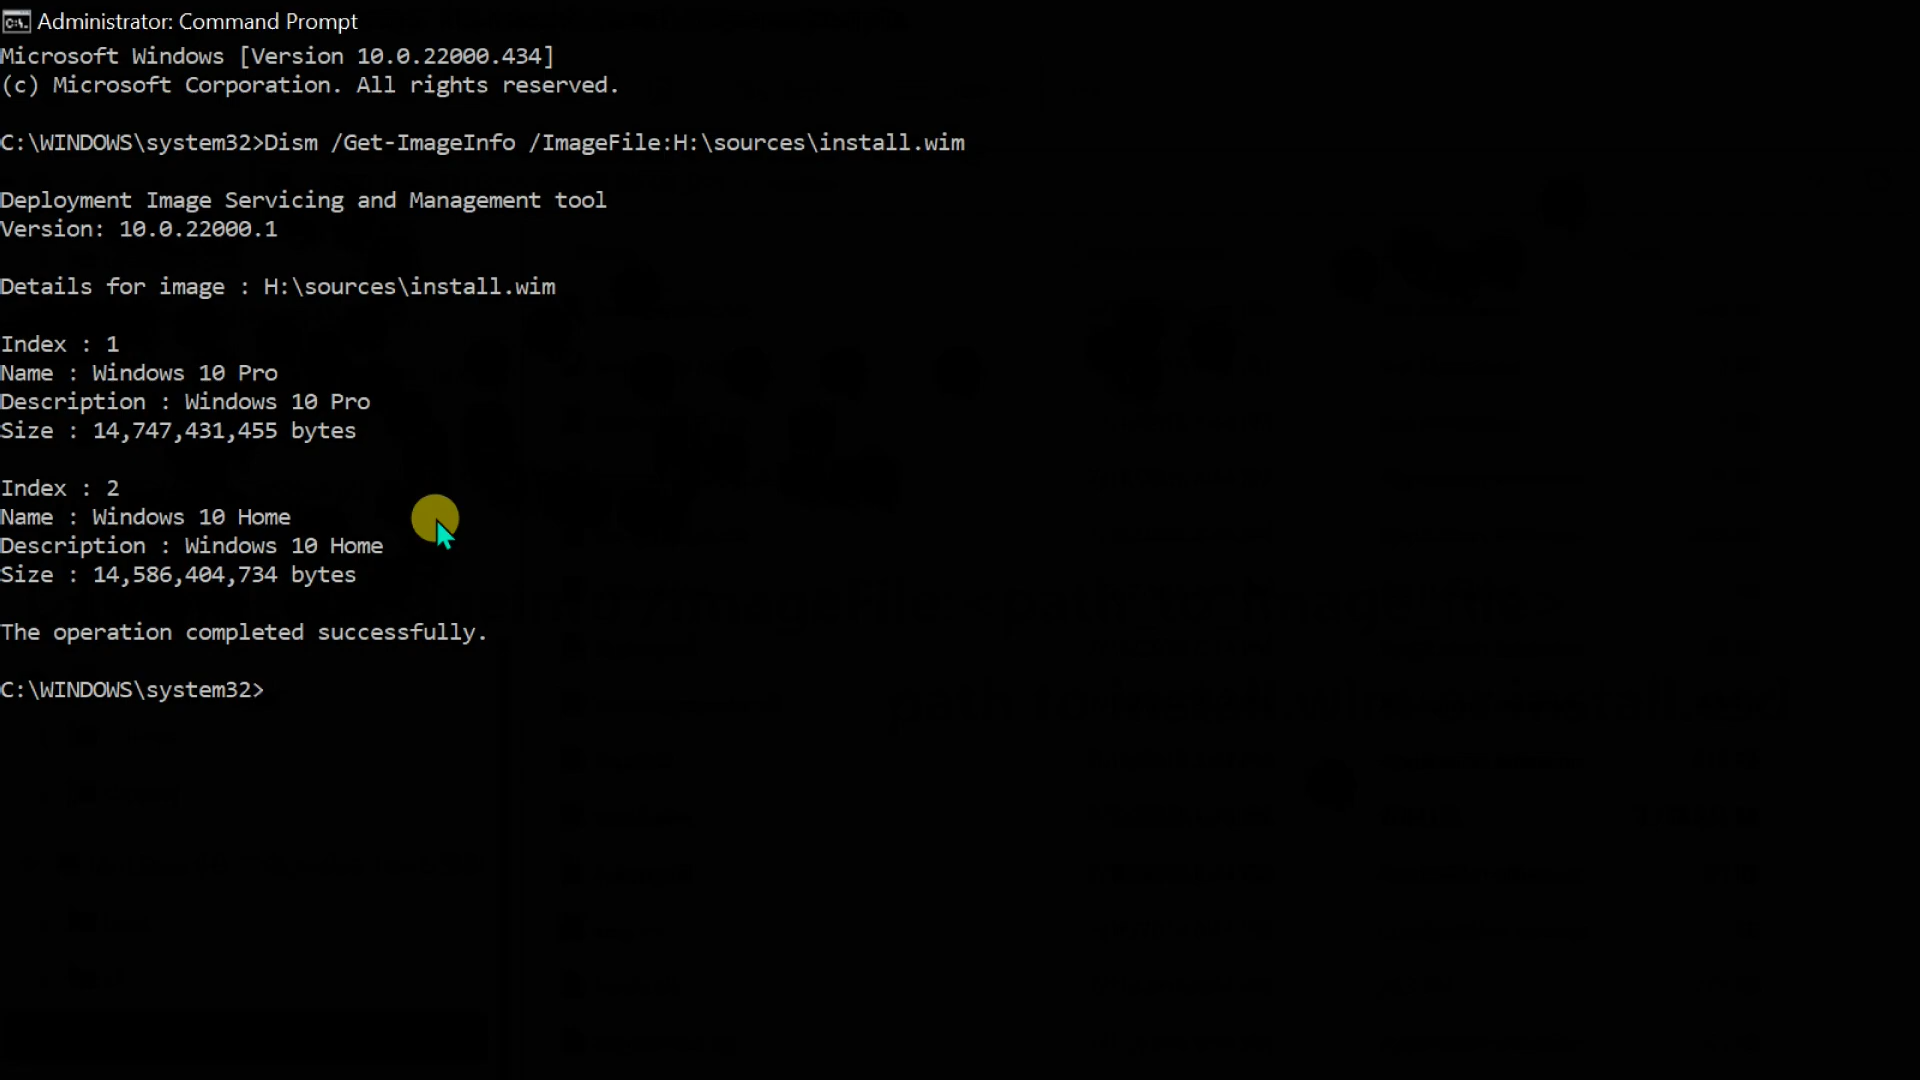 Administrator: Command Prompt
Microsoft Windows [Version 10.0.22000.434]
(c) Microsoft Corporation. All rights reserved.
C:\WINDOWS\system32>Dism /Get-ImageInfo /ImageFile:H:\sources\install.wim
Deployment Image Servicing and Management tool
Version: 10.0.22000.1
Details for image : H:\sources\install.wim
Index : 1
Name : Windows 10 Pro
Description : Windows 10 Pro
Size : 14,747,431,455 bytes
Index : 2
Name : Windows 10 Home
Description : Windows 10 Home
Size : 14,586,404,734 bytes
The operation completed successfully.
C:\WINDOWS\system32>